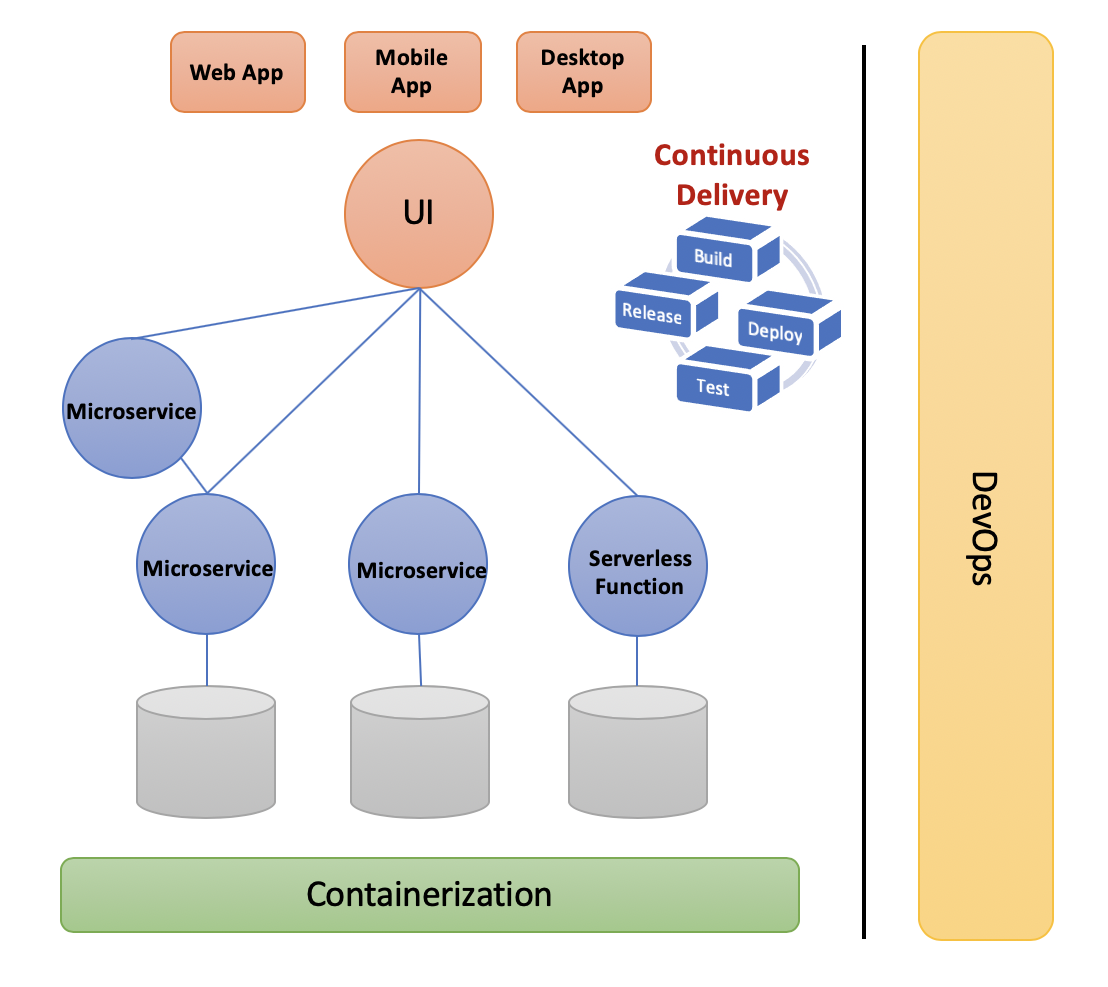 Web App
Mobile
App
Desktop
App
UI
Continuous
Delivery
Build
Release
Deploy
Test
Microservice
Microservice
Microservice
Serverless
Function
Containerization
DevOps